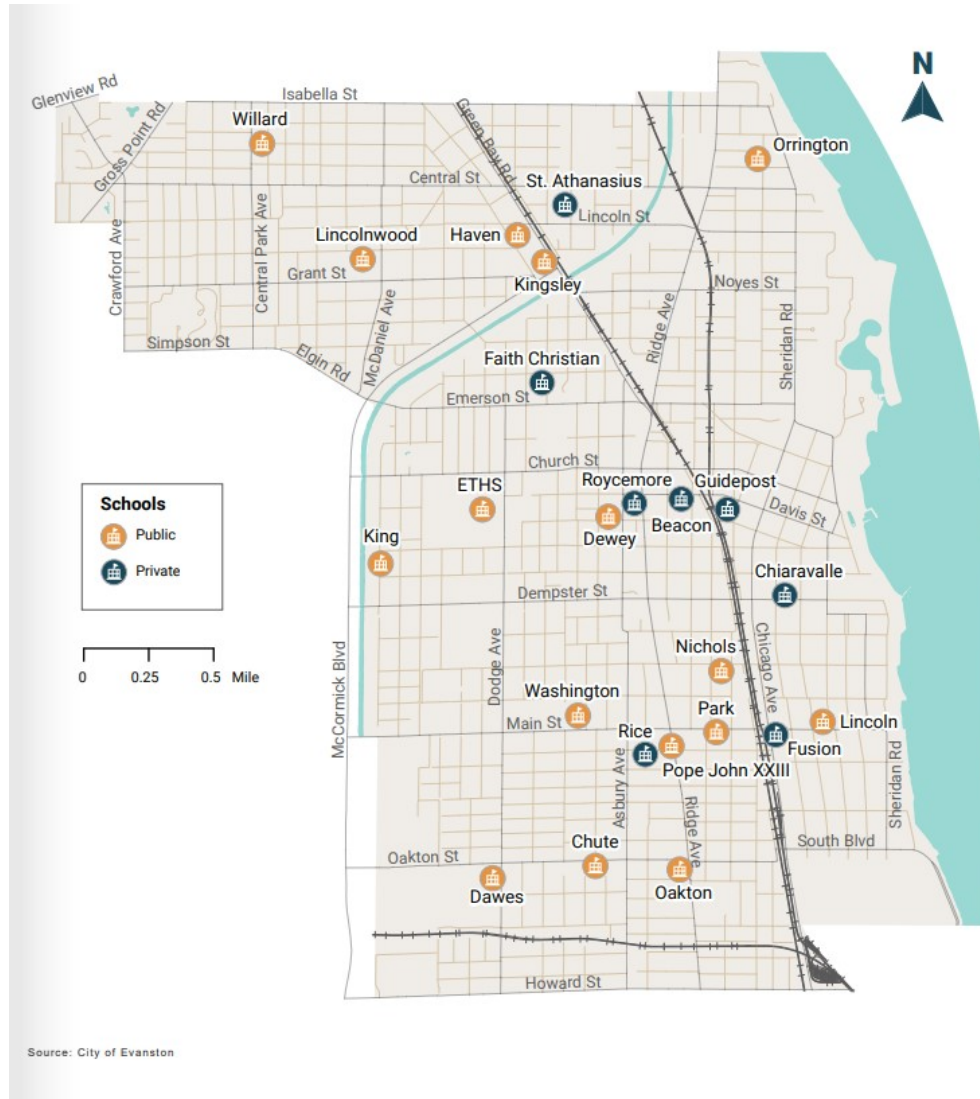 N
Glenview Rd
Isabella St
Gross Point Rd
Willard
Green Bay Rd
Orrington
Central St
St. Athanasius
Lincoln St
Crawford Ave
Central Park Ave
Lincolnwood
Haven
Grant St
Kingsley
Noyes St
McDaniel Ave
Ridge Ave
Sheridan Rd
Simpson St
Elgin Rd
Faith Christian
Emerson St
Church St
ETHS
Roycemore
Guidepost
Beacon
Davis St
Dewey
King
Schools
Public
Private
Chiaravalle
Dempster St
0 0.25 0.5 Mile
McCormick Blvd
Dodge Ave
Nichols
Chicago Ave
Washington
Park
Main St
Lincoln
Rice
Fusion
Pope John XXIII
Asbury Ave
Ridge Ave
Sheridan Rd
South Blvd
Oakton St
Chute
Dawes
Oakton
Howard St
Source: City of Evanston